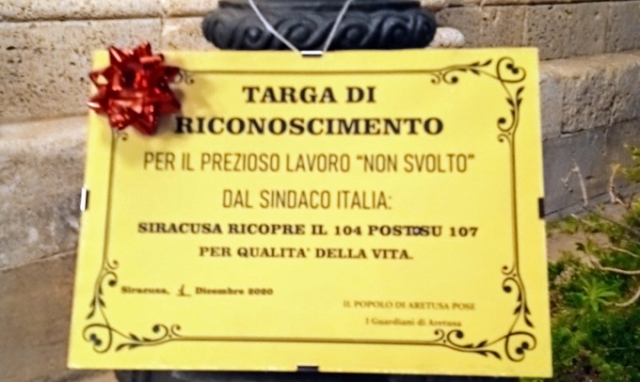 TARGA DI
RICONOSCIMENTO
PER IL PREZIOSO LAVORO "NON SVOLTO"
DAL SINDACO ITALIA:
SIRACUSA RICOPRE IL 104 POSTO SU 107
PER QUALITA' DELLA VITA.
Siracusa, Dicembre 2020
IL POPOLO DI ARETUSA POSE
I Guardiani di Aretusa